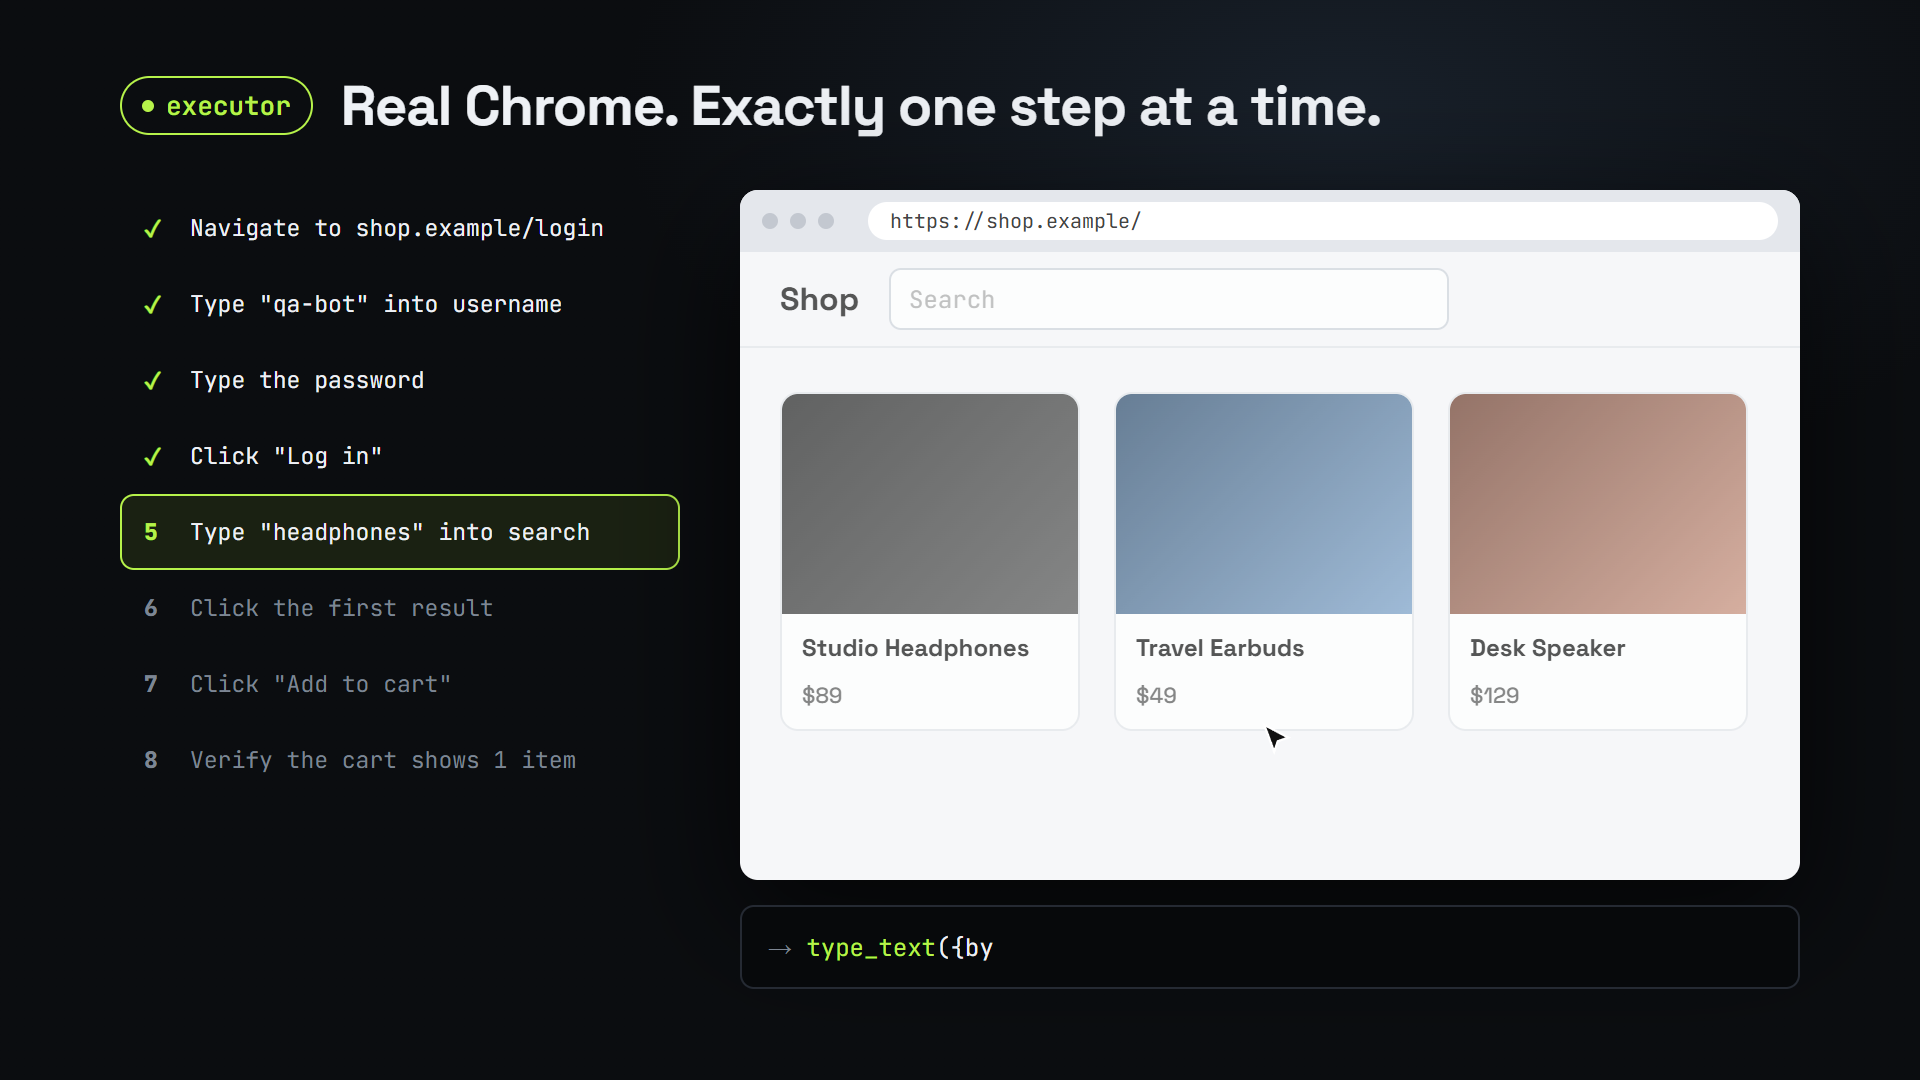 executor
Real Chrome. Exactly one step at a time.
✓ Navigate to shop.example/login
✓ Type "qa-bot" into username
✓ Type the password
✓ Click "Log in"
5 Type "headphones" into search
6 Click the first result
7 Click "Add to cart"
8 Verify the cart shows 1 item
https://shop.example/
Shop
Search
Studio Headphones
$89
Travel Earbuds
$49
Desk Speaker
$129
→ type_text({by